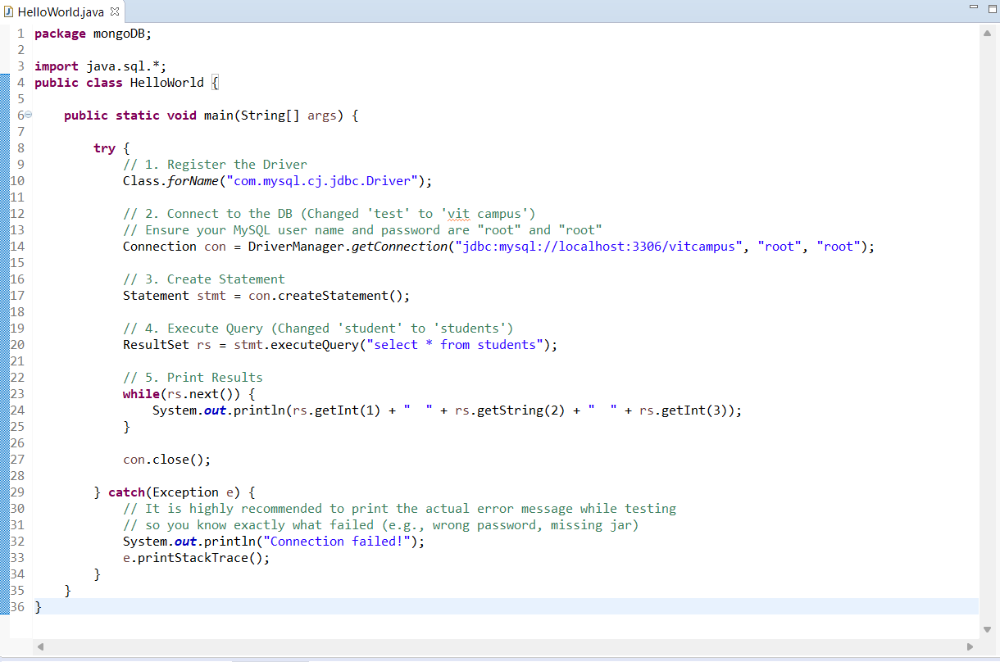 HelloWorld.java
1 package mongoDB;
2
3 import java.sql.*;
4 public class HelloWorld {
5
6     public static void main(String[] args) {
7
8         try {
9             // 1. Register the Driver
10             Class.forName("com.mysql.cj.jdbc.Driver");
11
12             // 2. Connect to the DB (Changed 'test' to 'vit campus')
13             // Ensure your MySQL user name and password are "root" and "root"
14             Connection con = DriverManager.getConnection("jdbc:mysql://localhost:3306/vitcampus", "root", "root");
15
16             // 3. Create Statement
17             Statement stmt = con.createStatement();
18
19             // 4. Execute Query (Changed 'student' to 'students')
20             ResultSet rs = stmt.executeQuery("select * from students");
21
22             // 5. Print Results
23             while(rs.next()) {
24                 System.out.println(rs.getInt(1) + "  " + rs.getString(2) + "  " + rs.getInt(3));
25             }
26
27             con.close();
28
29         } catch(Exception e) {
30             // It is highly recommended to print the actual error message while testing
31             // so you know exactly what failed (e.g., wrong password, missing jar)
32             System.out.println("Connection failed!");
33             e.printStackTrace();
34         }
35     }
36 }